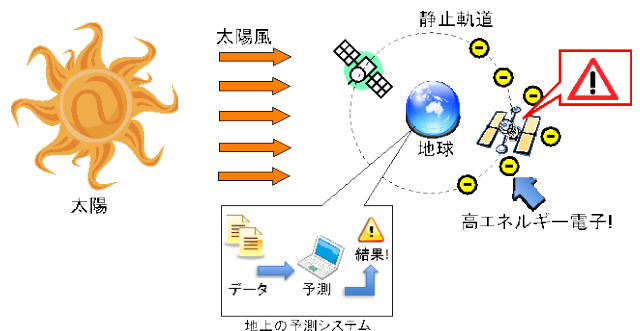 静止軌道
太陽風
地球
太陽
高エネルギー電子!
結果!
データ
予測
地上の予測システム